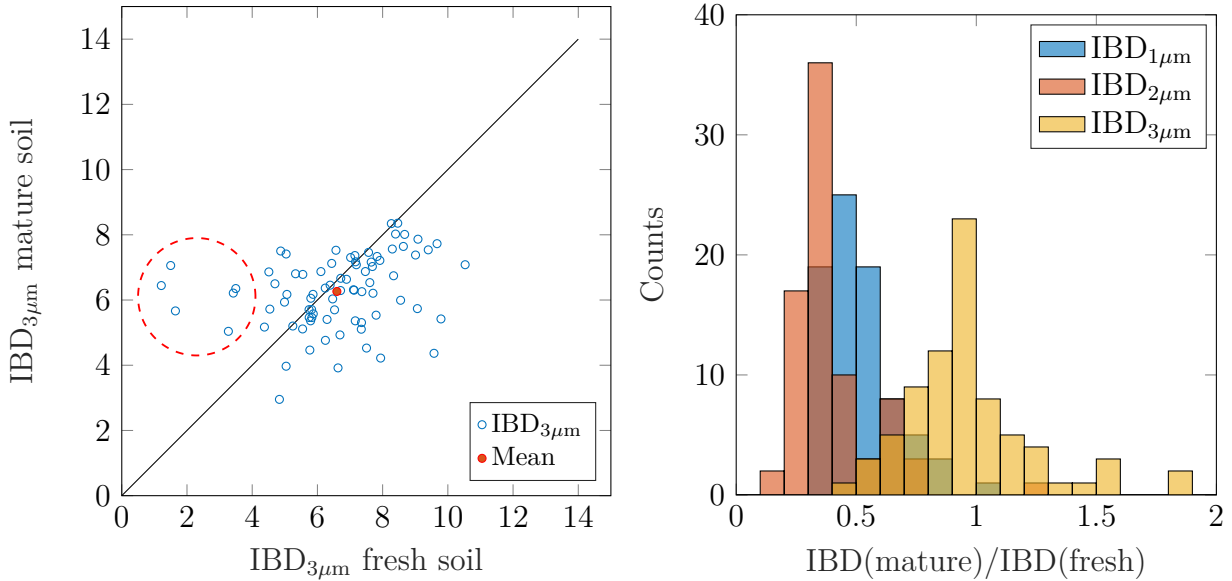 14
12
10
8
6
4
2
0
0 2 4 6 8 10 12 14
IBD3μm mature soil
IBD3μm fresh soil
IBD3μm
Mean
40
30
20
10
0
0 0.5 1 1.5 2
Counts
IBD(mature)/IBD(fresh)
IBD1μm
IBD2μm
IBD3μm